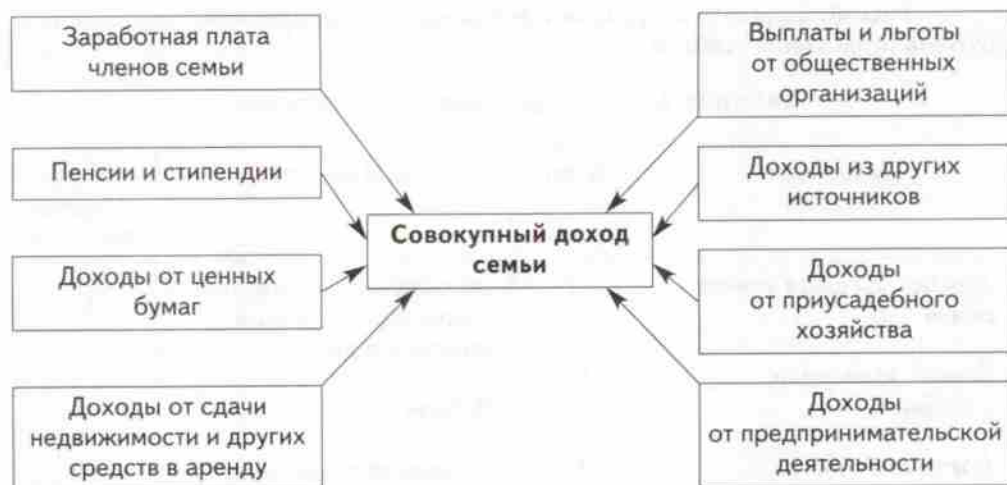 Заработная плата
членов семьи
Пенсии и стипендии
Доходы от ценных
бумаг
Доходы от сдачи
недвижимости и других
средств в аренду
Совокупный доход
семьи
Выплаты и льготы
от общественных
организаций
Доходы из других
источников
Доходы
от приусадебного
хозяйства
Доходы
от предпринимательской
деятельности